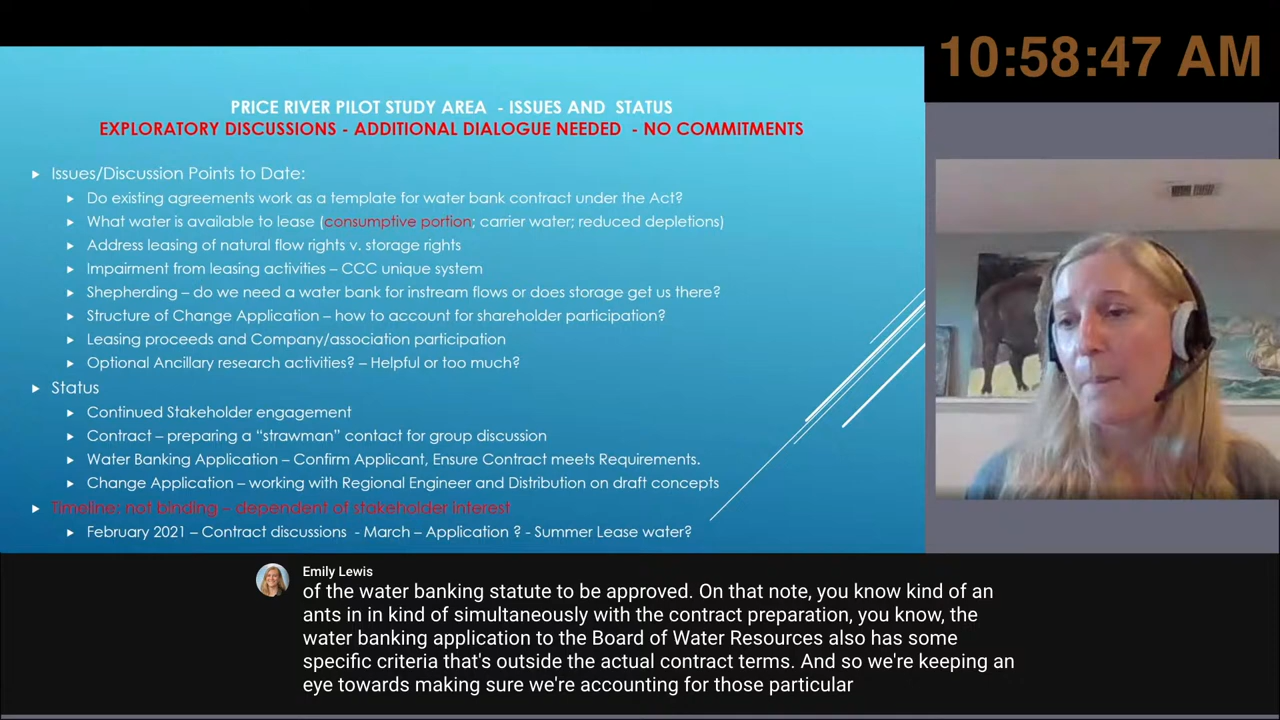 10:58:47 AM
PRICE RIVER PILOT STUDY AREA - ISSUES AND STATUS
EXPLORATORY DISCUSSIONS - ADDITIONAL DIALOGUE NEEDED - NO COMMITMENTS
Issues/Discussion Points to Date:
Do existing agreements work as a template for water bank contract under the Act?
What water is available to lease (consumptive portion; carrier water; reduced depletions)
Address leasing of natural flow rights v. storage rights
Impairment from leasing activities – CCC unique system
Shepherding – do we need a water bank for instream flows or does storage get us there?
Structure of Change Application – how to account for shareholder participation?
Leasing proceeds and Company/association participation
Optional Ancillary research activities? – Helpful or too much?
Status
Continued Stakeholder engagement
Contract – preparing a “strawman” contact for group discussion
Water Banking Application – Confirm Applicant, Ensure Contract meets Requirements.
Change Application – working with Regional Engineer and Distribution on draft concepts
Timeline: not binding – dependent of stakeholder interest
February 2021 – Contract discussions - March – Application ? - Summer Lease water?
Emily Lewis
of the water banking statute to be approved. On that note, you know kind of an
ants in in kind of simultaneously with the contract preparation, you know, the
water banking application to the Board of Water Resources also has some
specific criteria that's outside the actual contract terms. And so we're keeping an
eye towards making sure we're accounting for those particular